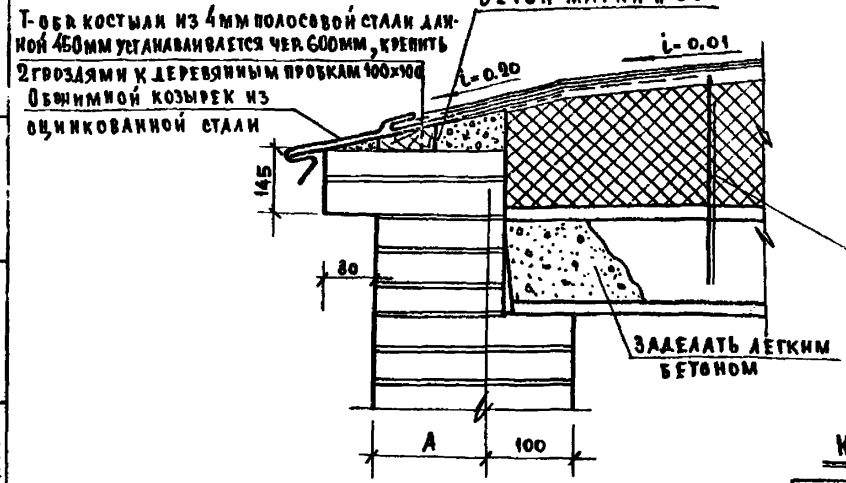 Т-ОБР. КОСТЫЛИ ИЗ 4ММ ПОЛОСОВОЙ СТАЛИ ДЛИ-
НОЙ 450ММ УСТАНАВЛИВАЕТСЯ ЧЕР. 600ММ, КРЕПИТЬ
2 ГВОЗДЯМИ К ДЕРЕВЯННЫМ ПРОБКАМ 100х100
ОБЖИМНОЙ КОЗЫРЕК ИЗ
ОЦИНКОВАННОЙ СТАЛИ
i=0.20
i=0.01
145
80
ЗАДЕЛАТЬ ЛЕГКИМ
БЕТОНОМ
А
100